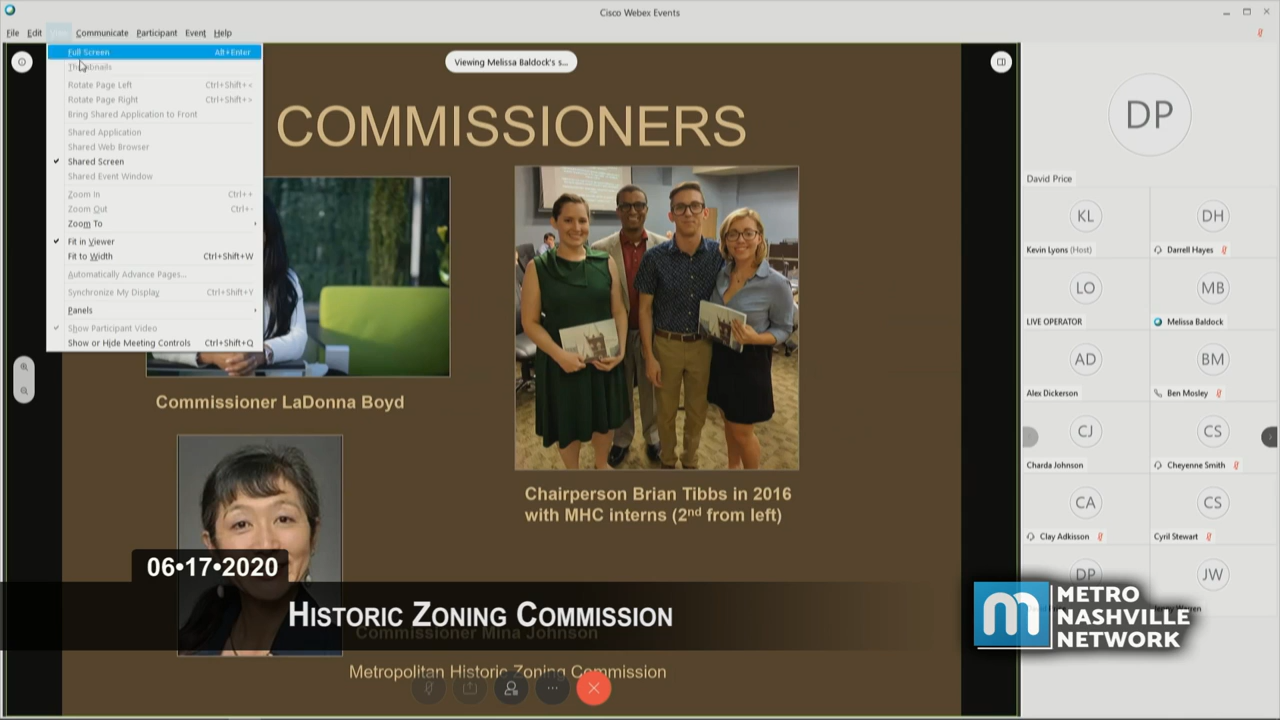 Cisco Webex Events
File Edit View Communicate Participant Event Help
Full Screen Alt+Enter
Thumbnails
Rotate Page Left Ctrl+Shift+<
Rotate Page Right Ctrl+Shift+>
Bring Shared Application to Front
Shared Application
Shared Web Browser
Shared Screen
Shared Event Window
Zoom In Ctrl++
Zoom Out Ctrl+-
Zoom To
Fit in Viewer
Fit to Width Ctrl+Shift+W
Automatically Advance Pages...
Synchronize My Display Ctrl+Shift+Y
Panels
Show Participant Video
Show or Hide Meeting Controls Ctrl+Shift+Q
Viewing Melissa Baldock's s...
COMMISSIONERS
Commissioner LaDonna Boyd
Chairperson Brian Tibbs in 2016
with MHC interns (2nd from left)
Commissioner Mina Johnson
Metropolitan Historic Zoning Commission
06•17•2020
HISTORIC ZONING COMMISSION
DP
David Price
KL
DH
Kevin Lyons (Host)
Darrell Hayes
LO
MB
LIVE OPERATOR
Melissa Baldock
AD
BM
Alex Dickerson
Ben Mosley
CJ
CS
Charda Johnson
Cheyenne Smith
CA
CS
Clay Adkisson
Cyril Stewart
DP
JW
m METRO
NASHVILLE
NETWORK